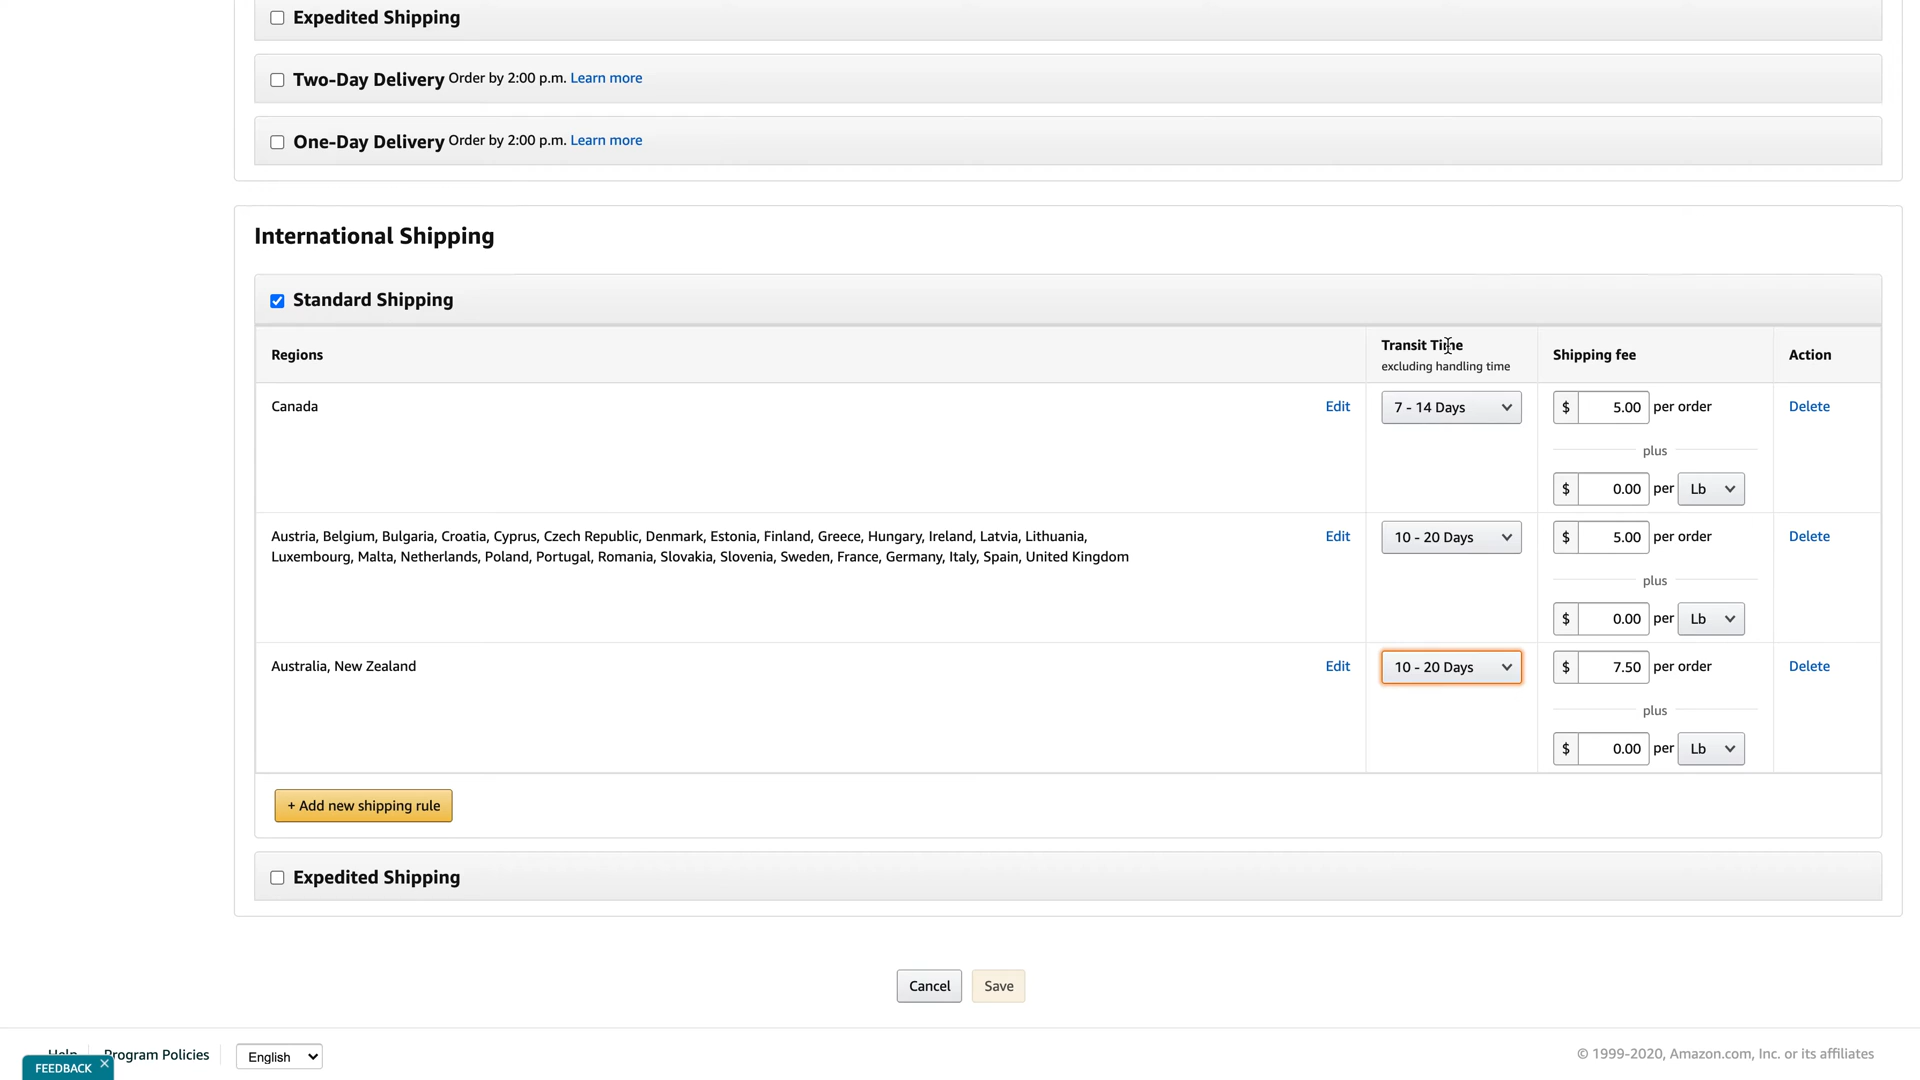 Expedited Shipping
Two-Day Delivery Order by 2:00 p.m. Learn more
One-Day Delivery Order by 2:00 p.m. Learn more
International Shipping
Standard Shipping
Regions
Transit Time
excluding handling time
Shipping fee
Action
Canada
Edit
7 - 14 Days
$ 5.00 per order
Delete
plus
$ 0.00 per Lb
Austria, Belgium, Bulgaria, Croatia, Cyprus, Czech Republic, Denmark, Estonia, Finland, Greece, Hungary, Ireland, Latvia, Lithuania,
Luxembourg, Malta, Netherlands, Poland, Portugal, Romania, Slovakia, Slovenia, Sweden, France, Germany, Italy, Spain, United Kingdom
Edit
10 - 20 Days
$ 5.00 per order
Delete
plus
$ 0.00 per Lb
Australia, New Zealand
Edit
10 - 20 Days
$ 7.50 per order
Delete
plus
$ 0.00 per Lb
+ Add new shipping rule
Expedited Shipping
Cancel
Save
Help
Program Policies
English
© 1999-2020, Amazon.com, Inc. or its affiliates
FEEDBACK